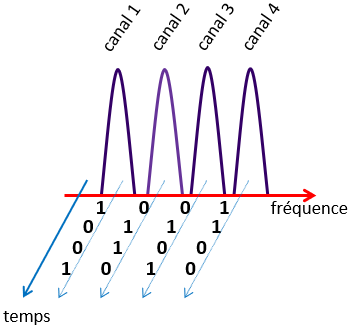 canal 1 canal 2 canal 3 canal 4
fréquence
1 0 0 1
0 1 1 1
0 1 1 0
1 0 1 0
temps